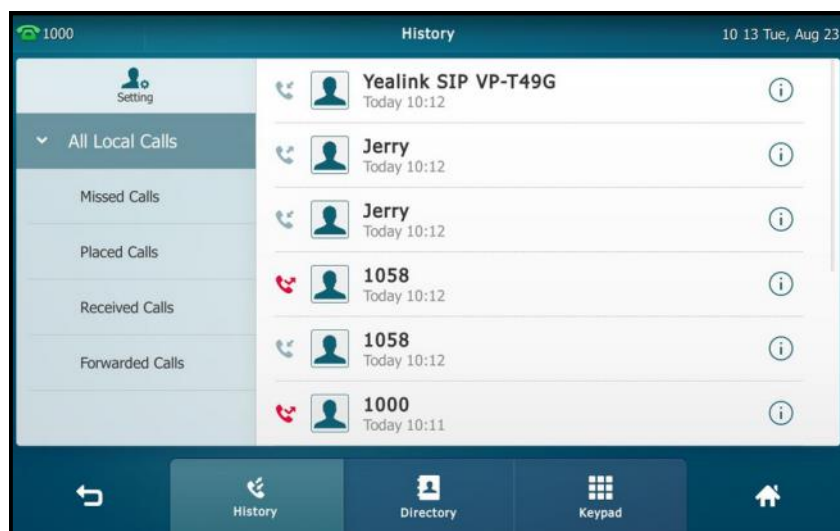 1000
History
10 13 Tue, Aug 23
Setting
All Local Calls
Missed Calls
Placed Calls
Received Calls
Forwarded Calls
Yealink SIP VP-T49G
Today 10:12
Jerry
Today 10:12
Jerry
Today 10:12
1058
Today 10:12
1058
Today 10:12
1000
Today 10:11
History
Directory
Keypad